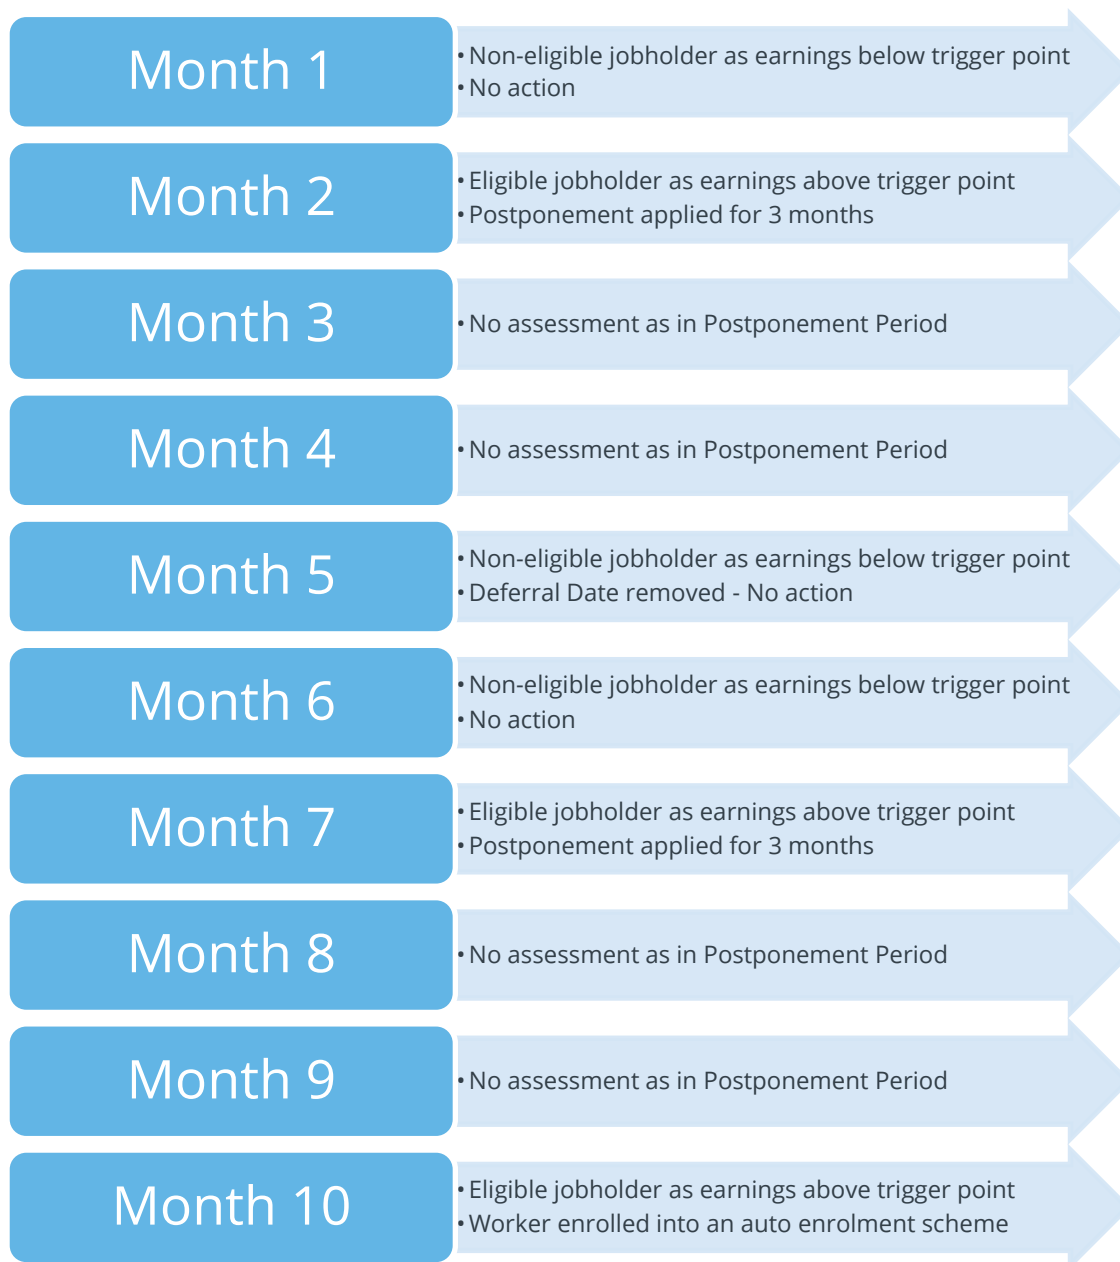 Month 1
• Non-eligible jobholder as earnings below trigger point
• No action
Month 2
• Eligible jobholder as earnings above trigger point
• Postponement applied for 3 months
Month 3
• No assessment as in Postponement Period
Month 4
• No assessment as in Postponement Period
Month 5
• Non-eligible jobholder as earnings below trigger point
• Deferral Date removed - No action
Month 6
• Non-eligible jobholder as earnings below trigger point
• No action
Month 7
• Eligible jobholder as earnings above trigger point
• Postponement applied for 3 months
Month 8
• No assessment as in Postponement Period
Month 9
• No assessment as in Postponement Period
Month 10
• Eligible jobholder as earnings above trigger point
• Worker enrolled into an auto enrolment scheme